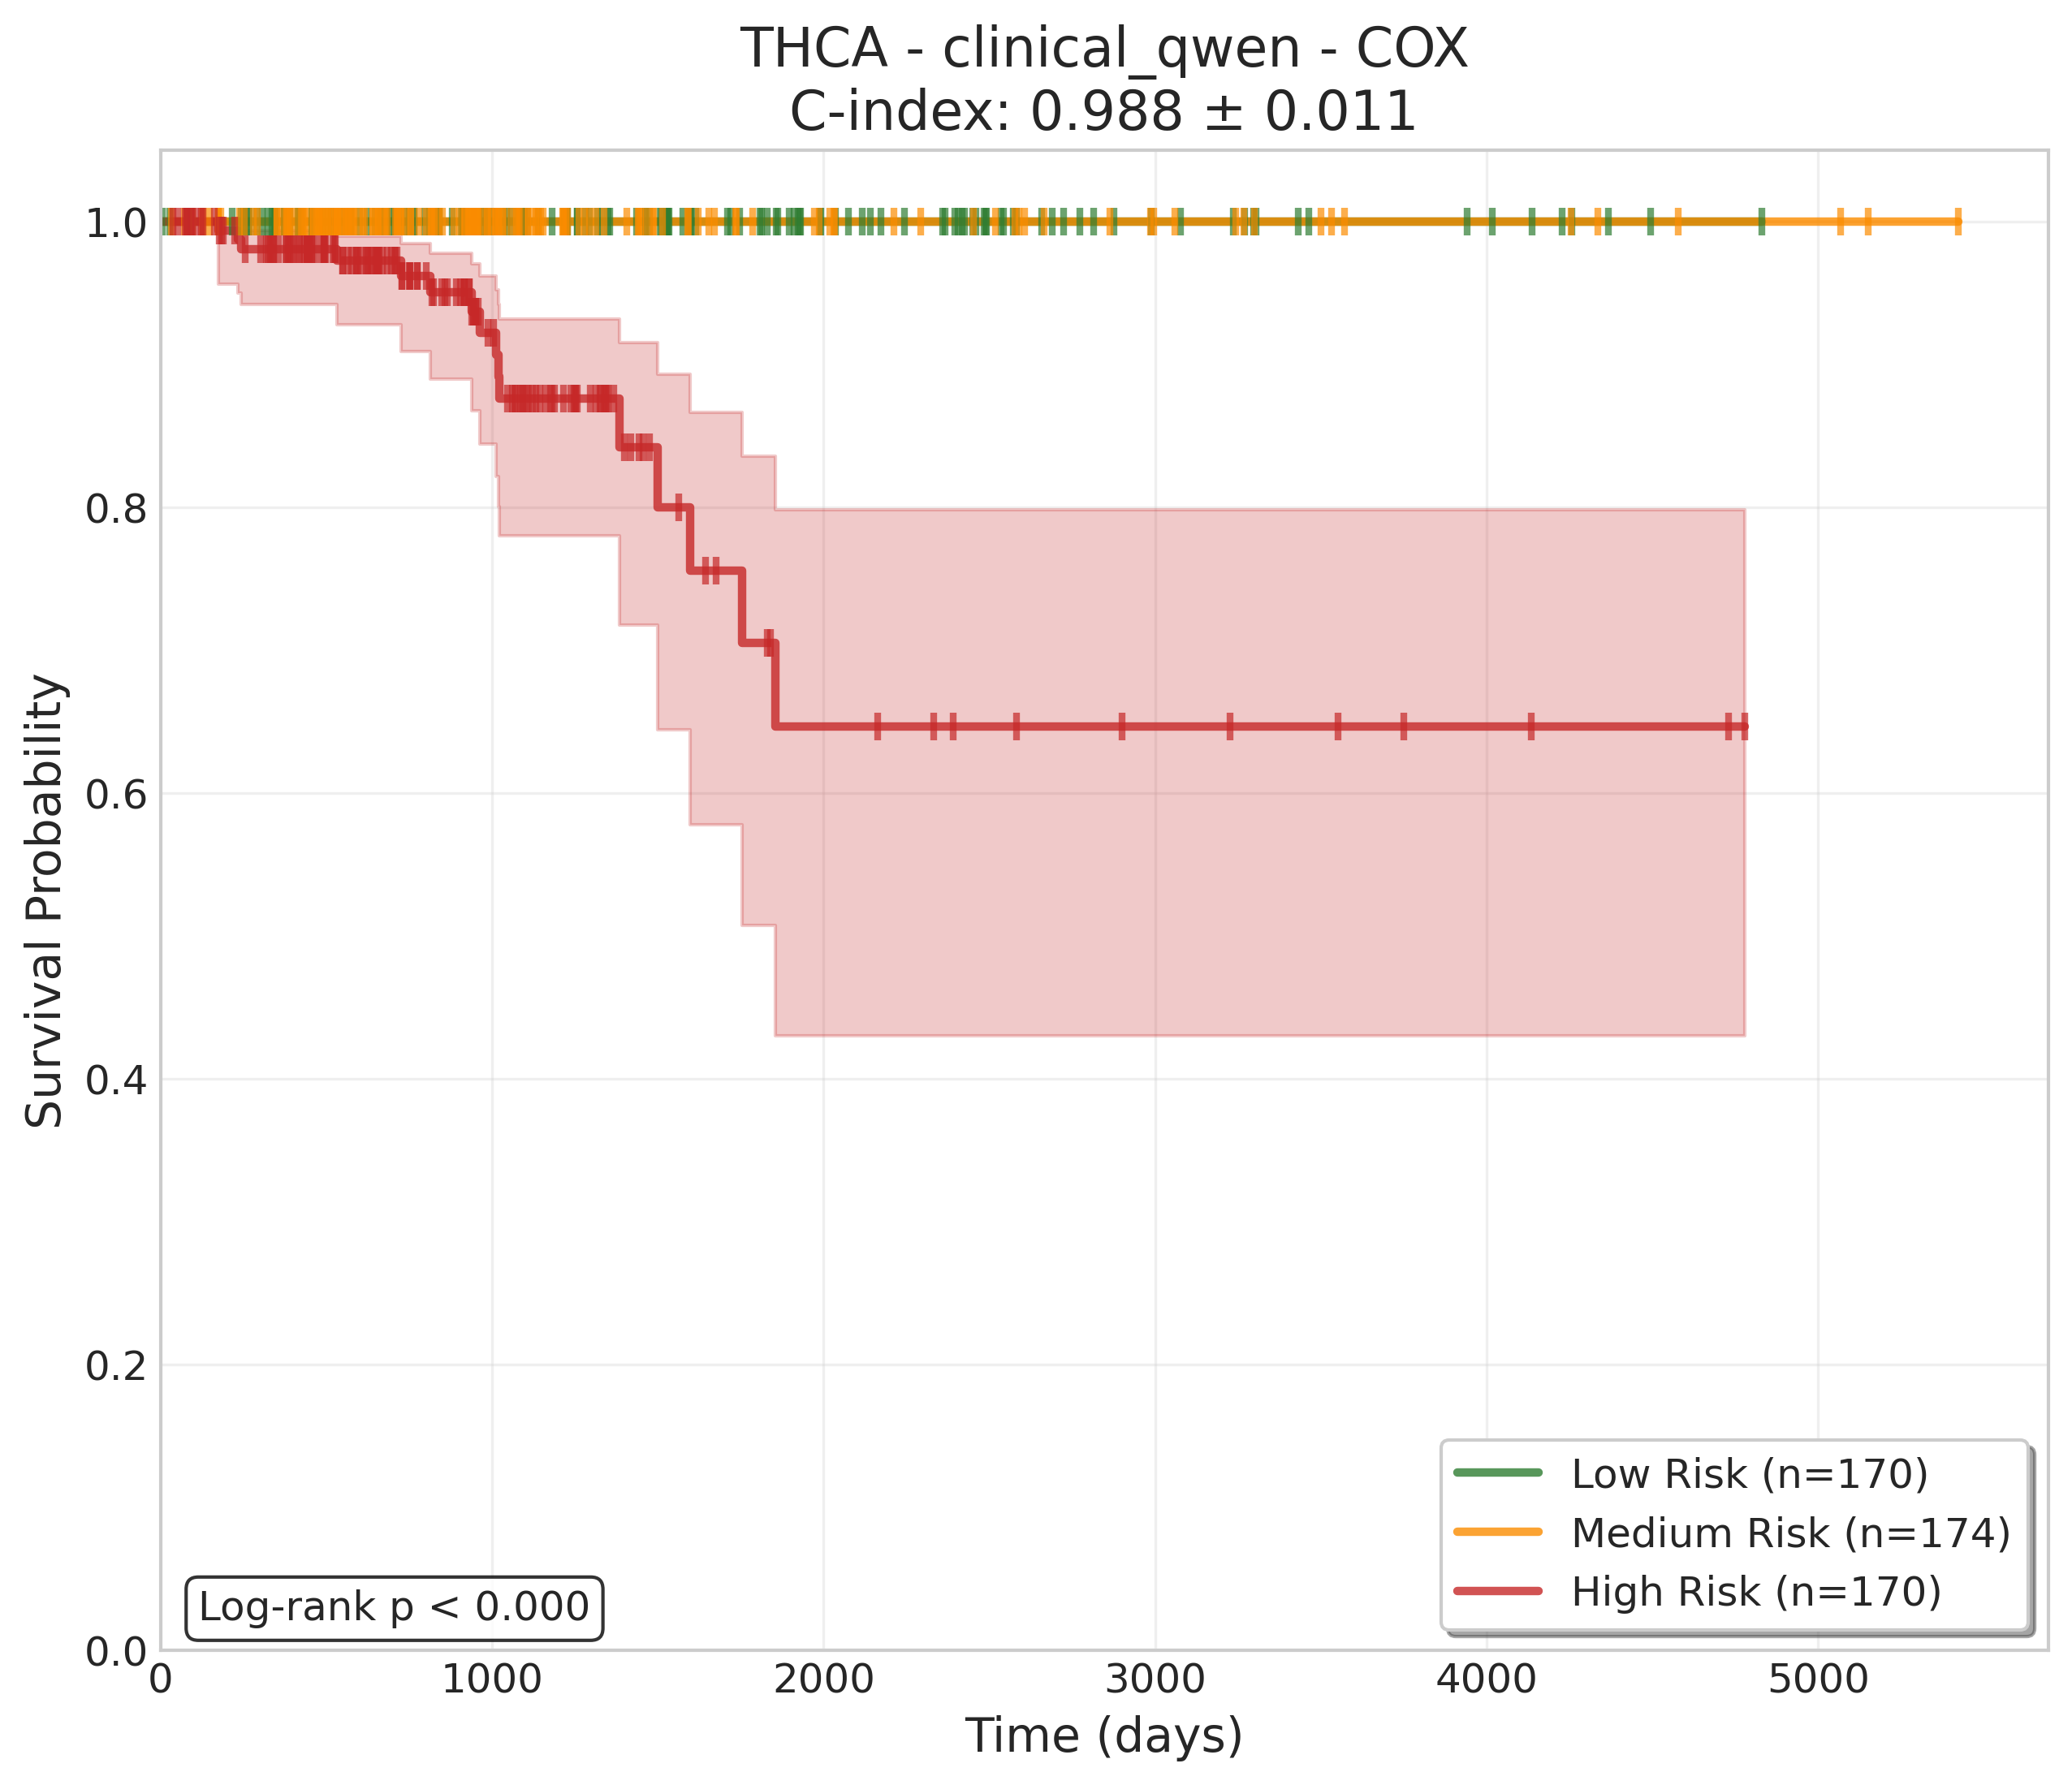 THCA - clinical_qwen - COX
C-index: 0.988 ± 0.011
Survival Probability
1.0
0.8
0.6
0.4
0.2
0.0
0 1000 2000 3000 4000 5000
Time (days)
Log-rank p < 0.000
Low Risk (n=170)
Medium Risk (n=174)
High Risk (n=170)